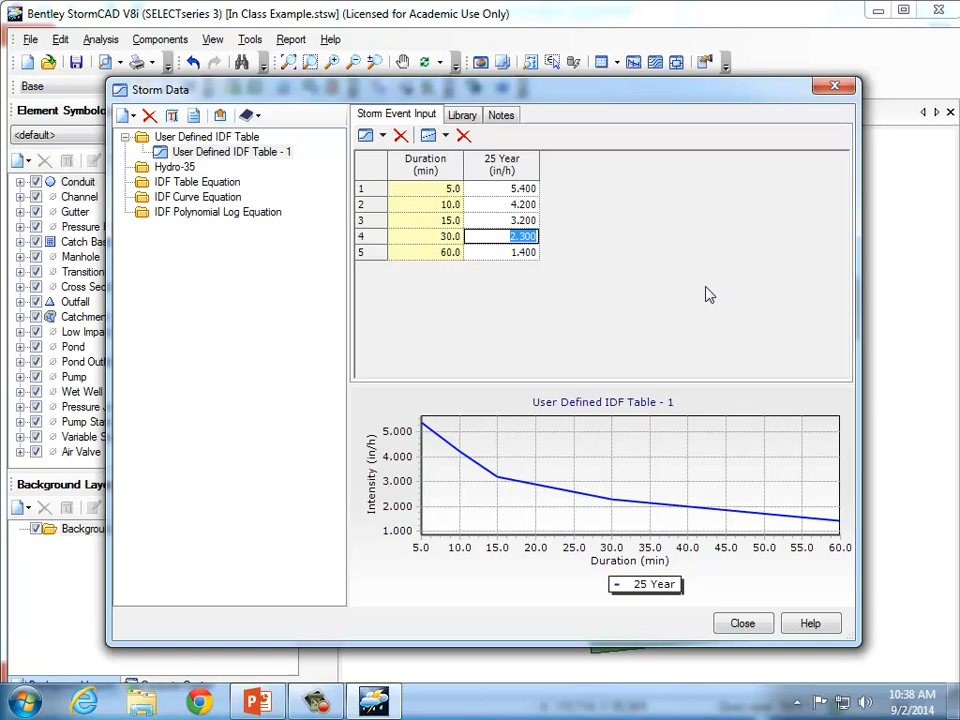 Bentley StormCAD V8i (SELECTseries 3) [In Class Example.stsw] (Licensed for Academic Use Only)
File Edit Analysis Components View Tools Report Help
Base
Storm Data
Element Symbolo
<default>
Conduit
Channel
Gutter
Pressure
Catch Ba
Manhole
Transition
Cross Sec
Outfall
Catchmer
Low Impa
Pond
Pond Out
Pump
Wet Well
Pressure
Pump Sta
Variable
Air Valve
Background Laye
Backgrou
User Defined IDF Table
User Defined IDF Table - 1
Hydro-35
IDF Table Equation
IDF Curve Equation
IDF Polynomial Log Equation
Storm Event Input Library Notes
Duration (min) 25 Year (in/h)
1 5.0 5.400
2 10.0 4.200
3 15.0 3.200
4 30.0 2.300
5 60.0 1.400
User Defined IDF Table - 1
Intensity (in/h)
5.000
4.000
3.000
2.000
1.000
5.0 10.0 15.0 20.0 25.0 30.0 35.0 40.0 45.0 50.0 55.0 60.0
Duration (min)
25 Year
Close Help
10:38 AM
9/2/2014